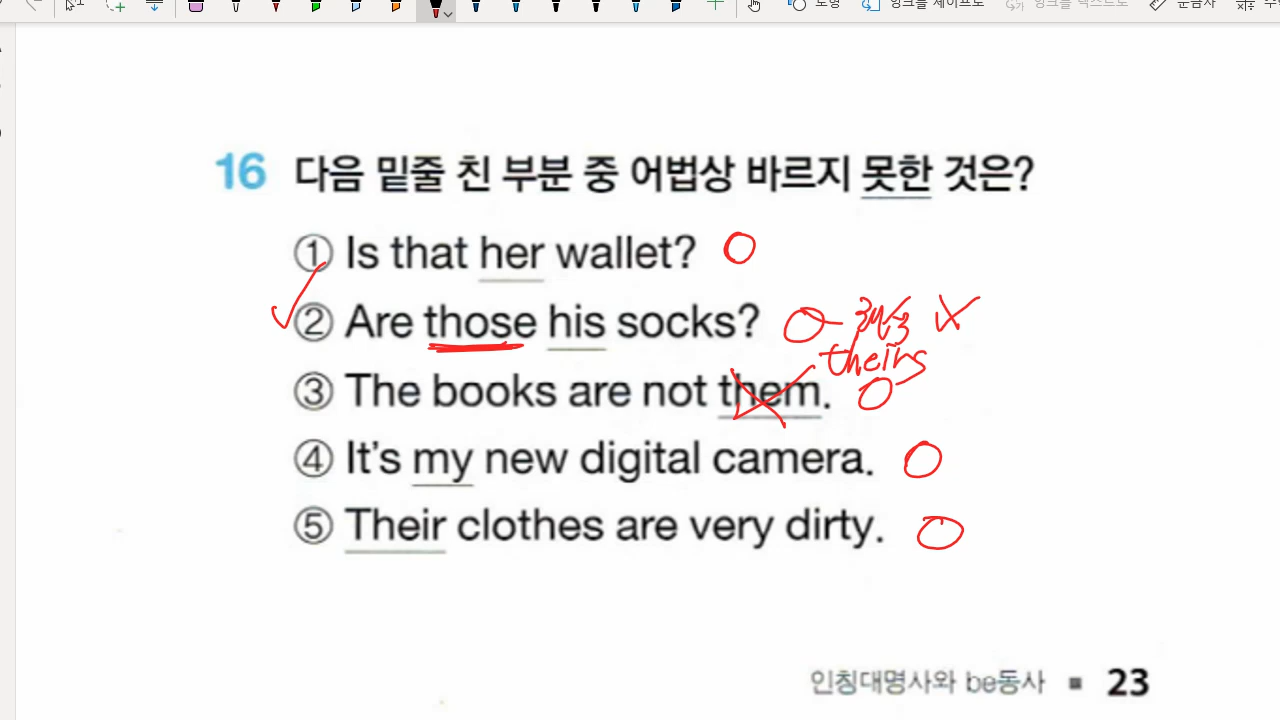 16 다음 밑줄 친 부분 중 어법상 바르지 못한 것은?
① Is that her wallet?
② Are those his socks?
theirs
③ The books are not them.
④ It's my new digital camera.
⑤ Their clothes are very dirty.
인칭대명사와 be동사 ■ 23